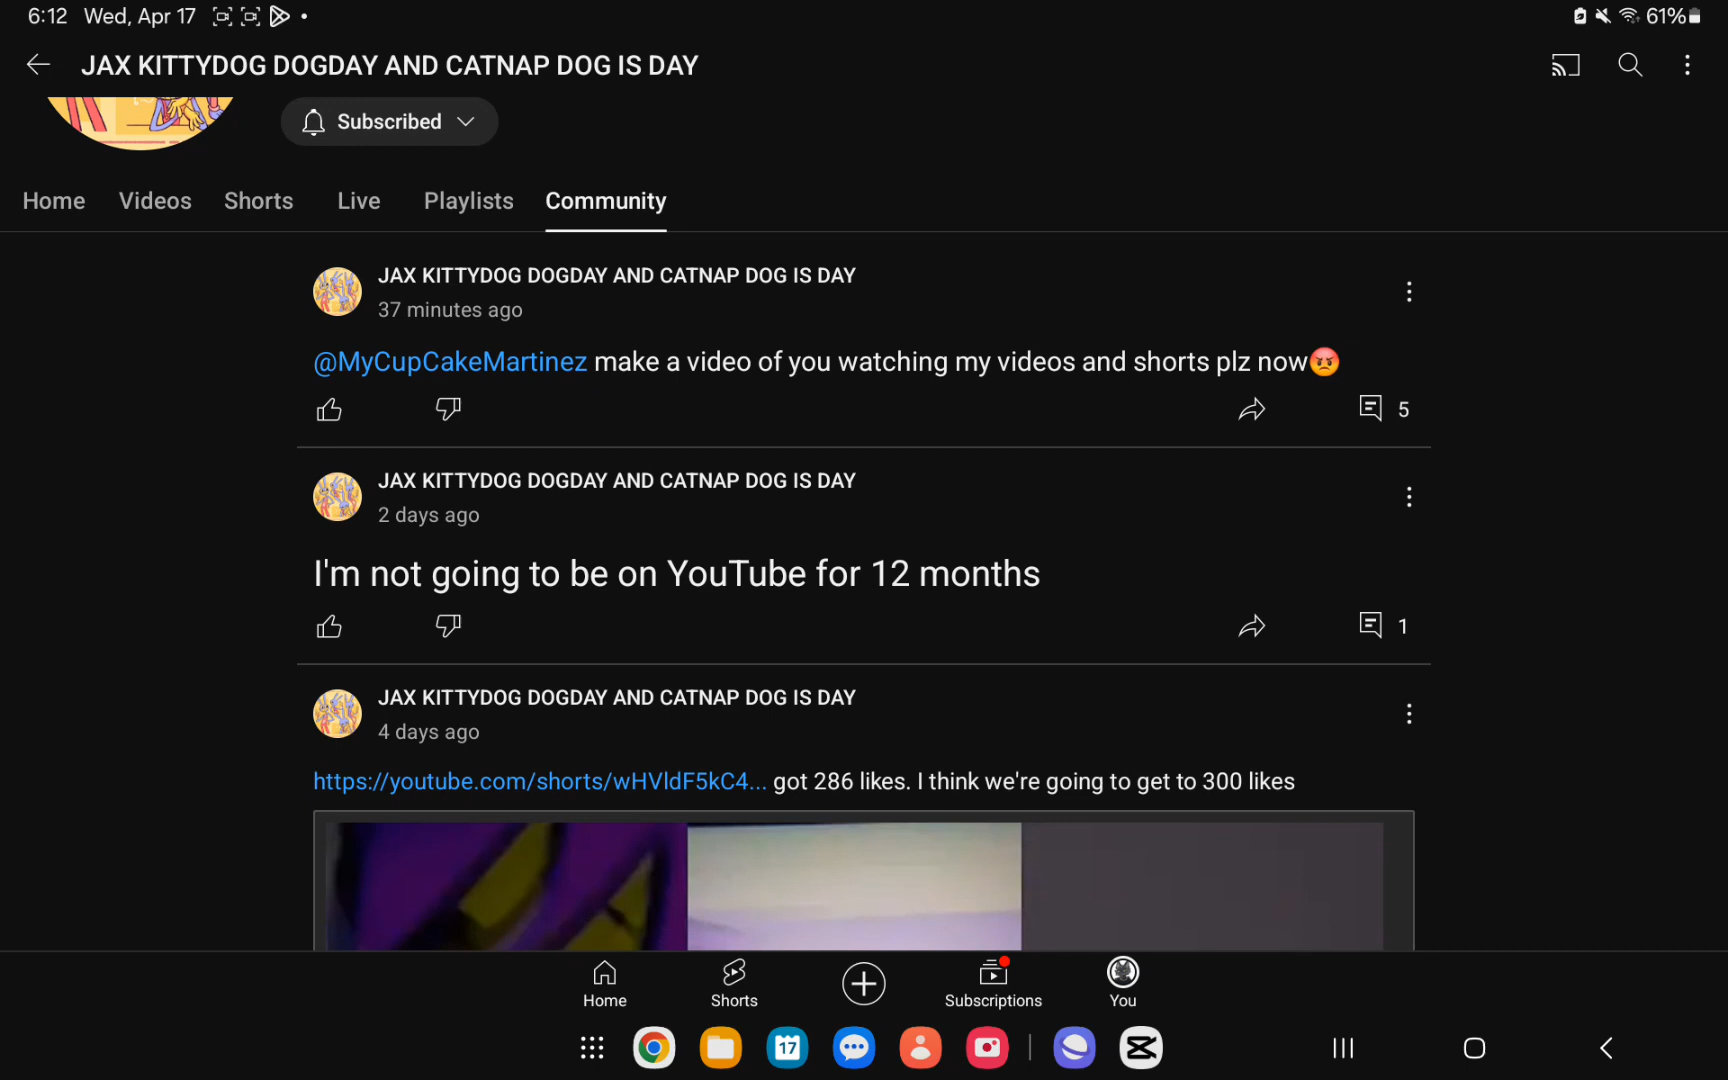 6:12 Wed, Apr 17
61%
JAX KITTYDOG DOGDAY AND CATNAP DOG IS DAY
Subscribed
Home Videos Shorts Live Playlists Community
JAX KITTYDOG DOGDAY AND CATNAP DOG IS DAY
37 minutes ago
@MyCupCakeMartinez make a video of you watching my videos and shorts plz now😡
5
JAX KITTYDOG DOGDAY AND CATNAP DOG IS DAY
2 days ago
I'm not going to be on YouTube for 12 months
1
JAX KITTYDOG DOGDAY AND CATNAP DOG IS DAY
4 days ago
https://youtube.com/shorts/wHVldF5kC4... got 286 likes. I think we're going to get to 300 likes
Home Shorts Subscriptions You
17